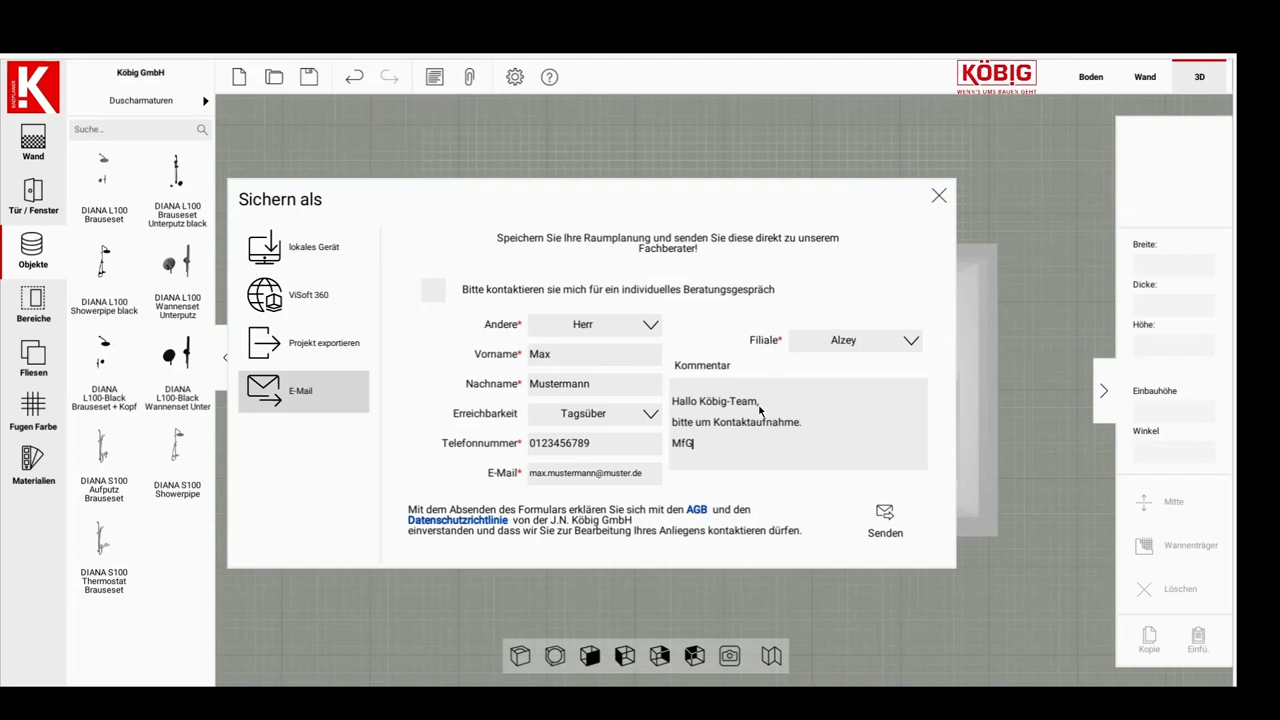 Köbig GmbH
Duscharmaturen
Suche...
KÖBIG
WENN'S UMS BAUEN GEHT
Boden
Wand
3D
Wand
Tür / Fenster
Objekte
Bereiche
Fliesen
Fugen Farbe
Materialien
DIANA L100
Brauseset
DIANA L100
Brauseset
Unterputz black
DIANA L100
Showerpipe black
DIANA L100
Wannenset
Unterputz
DIANA
L100-Black
Brauseset + Kopf
DIANA
L100-Black
Wannenset Unter
DIANA S100
Aufputz
Brauseset
DIANA S100
Showerpipe
DIANA S100
Thermostat
Brauseset
Sichern als
lokales Gerät
ViSoft 360
Projekt exportieren
E-Mail
Speichern Sie Ihre Raumplanung und senden Sie diese direkt zu unserem
Fachberater!
Bitte kontaktieren sie mich für ein individuelles Beratungsgespräch
Andere* Herr
Vorname* Max
Nachname* Mustermann
Erreichbarkeit Tagsüber
Telefonnummer* 0123456789
E-Mail* max.mustermann@muster.de
Filiale* Alzey
Kommentar
Hallo Köbig-Team,
bitte um Kontaktaufnahme.
MfG
Mit dem Absenden des Formulars erklären Sie sich mit den AGB und den
Datenschutzrichtlinie von der J.N. Köbig GmbH
einverstanden und dass wir Sie zur Bearbeitung Ihres Anliegens kontaktieren dürfen.
Senden
Breite:
Dicke:
Höhe:
Einbauhöhe
Winkel
Mitte
Wannenträger
Löschen
Kopie
Einfü.